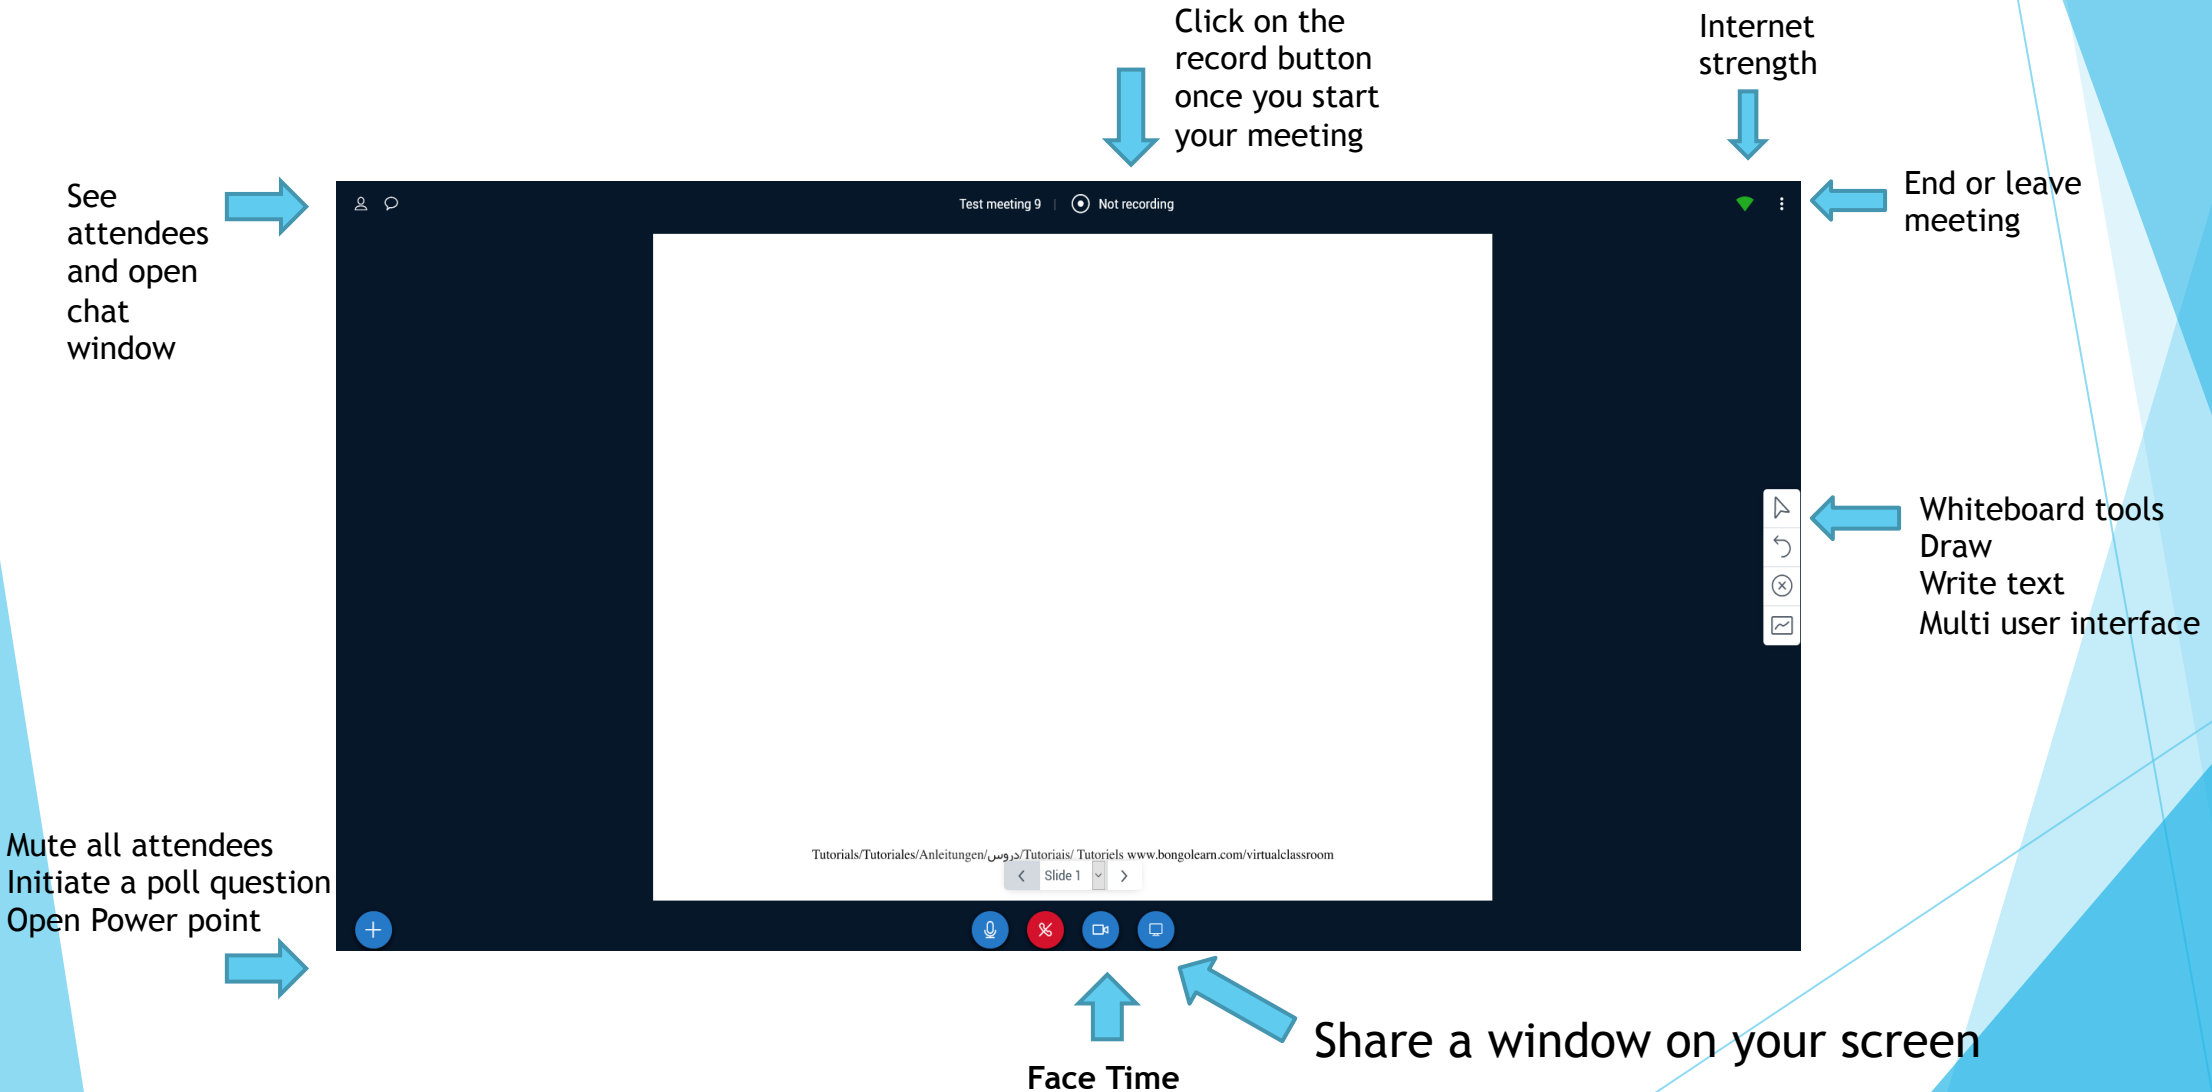 Click on the
record button
once you start
your meeting
Internet
strength
See
attendees
and open
chat
window
End or leave
meeting
Test meeting 9 | Not recording
Whiteboard tools
Draw
Write text
Multi user interface
Tutorials/Tutoriales/Anleitungen/دروس/Tutoriais/ Tutoriels www.bongolearn.com/virtualclassroom
Slide 1
Mute all attendees
Initiate a poll question
Open Power point
Share a window on your screen
Face Time